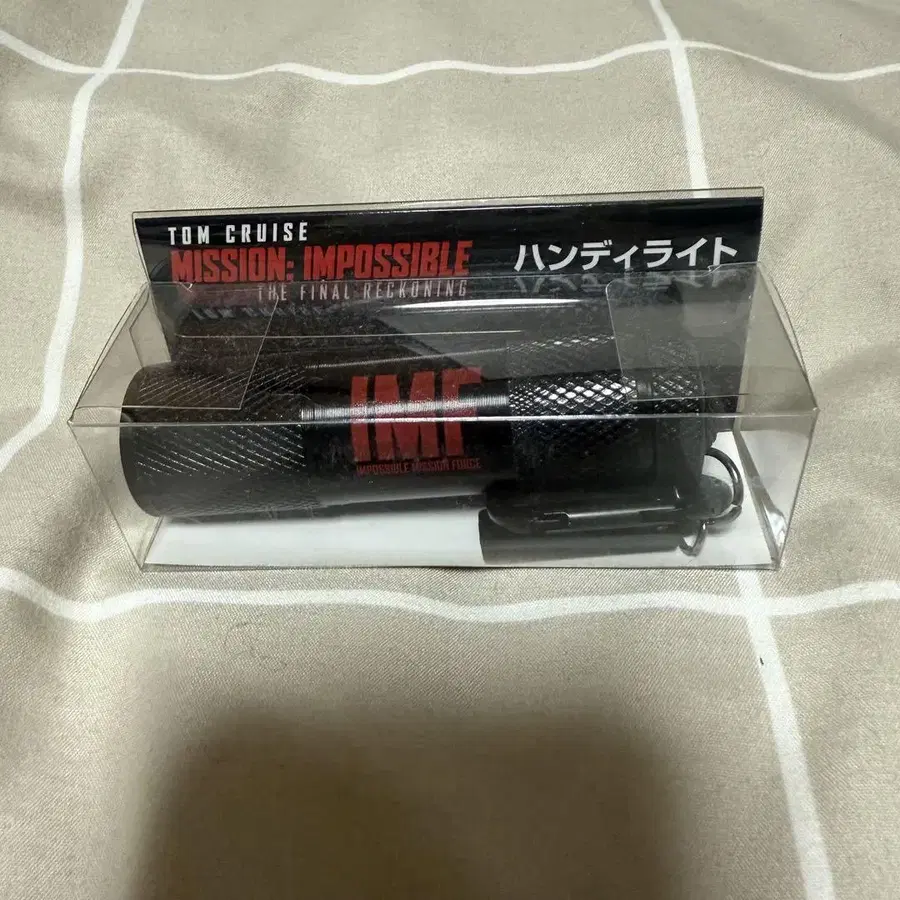 TOM CRUISE
MISSION: IMPOSSIBLE
THE FINAL RECKONING
ハンディライト
IMF
IMPOSSIBLE MISSION FORCE